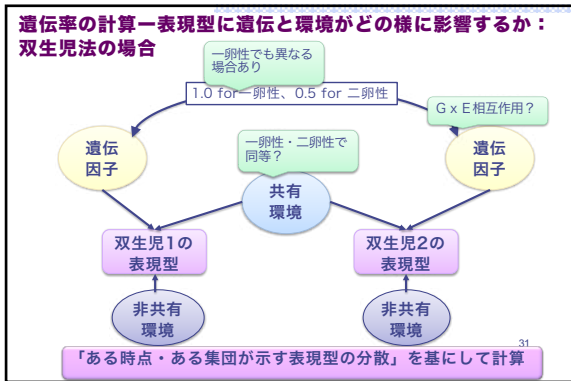 遺伝率の計算ー表現型に遺伝と環境がどの様に影響するか：
双生児法の場合
一卵性でも異なる
場合あり
1.0 for一卵性、0.5 for 二卵性
G x E相互作用？
遺伝
因子
一卵性・二卵性で
同等？
遺伝
因子
共有
環境
双生児1の
表現型
双生児2の
表現型
非共有
環境
非共有
環境
31
「ある時点・ある集団が示す表現型の分散」を基にして計算